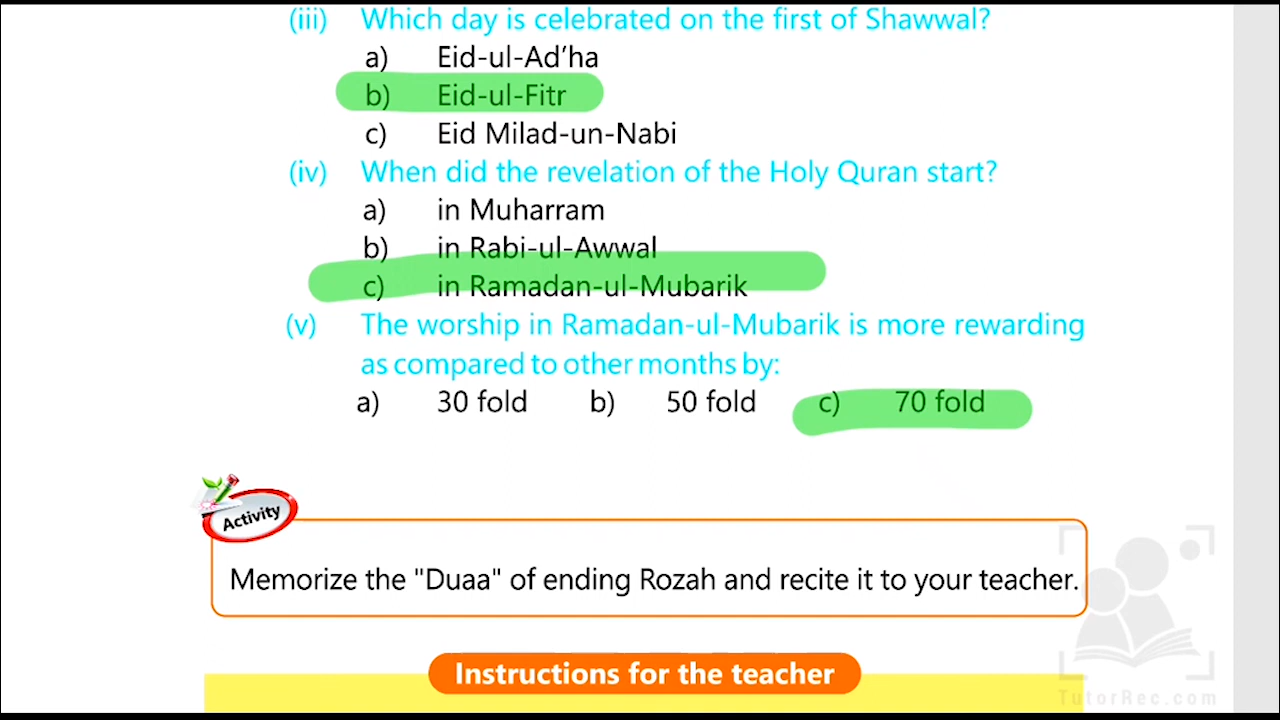 (iii) Which day is celebrated on the first of Shawwal?
a) Eid-ul-Ad’ha
b) Eid-ul-Fitr
c) Eid Milad-un-Nabi
(iv) When did the revelation of the Holy Quran start?
a) in Muharram
b) in Rabi-ul-Awwal
c) in Ramadan-ul-Mubarik
(v) The worship in Ramadan-ul-Mubarik is more rewarding
as compared to other months by:
a) 30 fold b) 50 fold c) 70 fold
Activity
Memorize the "Duaa" of ending Rozah and recite it to your teacher.
Instructions for the teacher
TutorRec.com